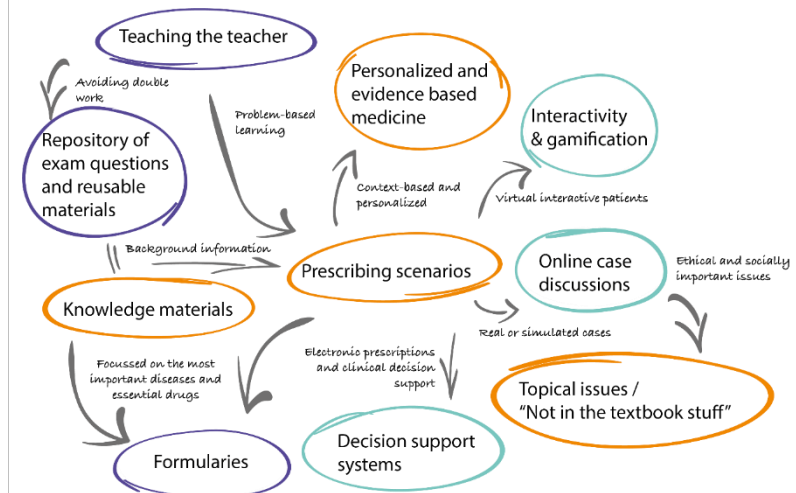 Teaching the teacher
Avoiding double
work
Problem-based
learning
Personalized and
evidence based
medicine
Interactivity
& gamification
Repository of
exam questions
and reusable
materials
Context-based and
personalized
Virtual interactive patients
Background information
Prescribing scenarios
Online case
discussions
Ethical and socially
important issues
Knowledge materials
Real or simulated cases
Focussed on the most
important diseases and
essential drugs
Electronic prescriptions
and clinical decision
support
Topical issues /
“Not in the textbook stuff”
Formularies
Decision support
systems